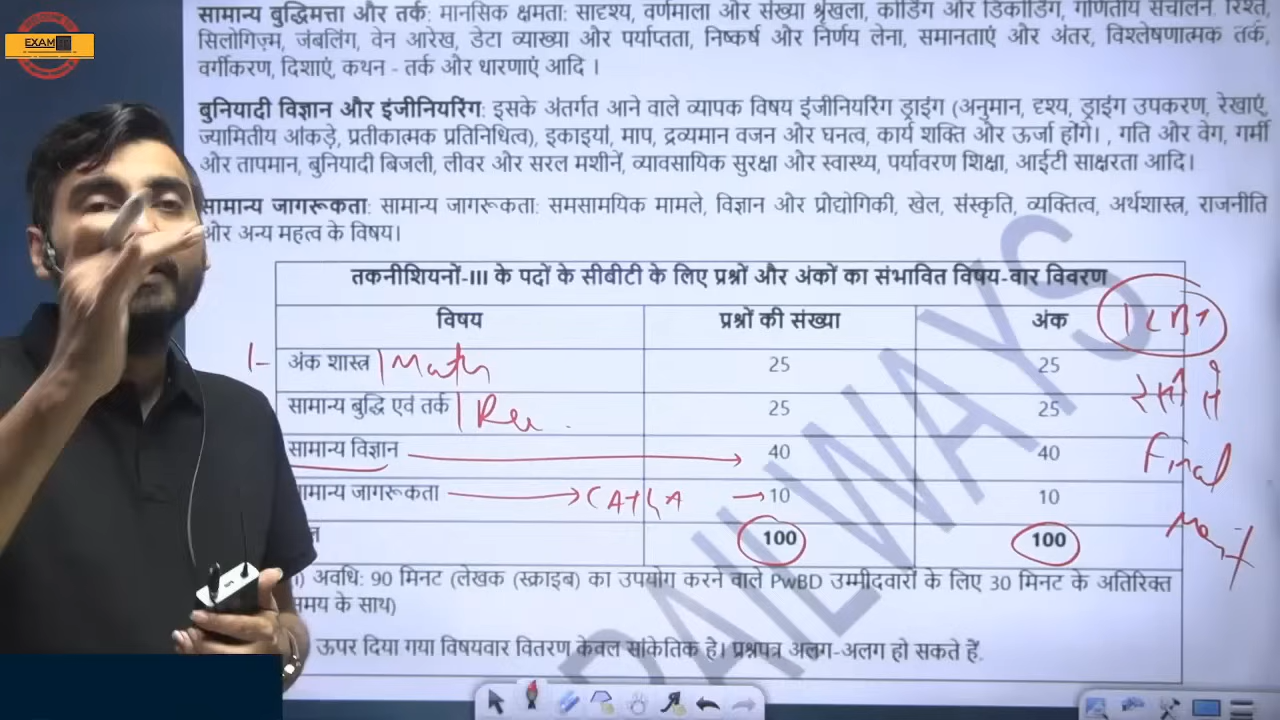 सामान्य बुद्धिमत्ता और तर्क: मानसिक क्षमता: सादृश्य, वर्णमाला और संख्या श्रृंखला, कोडिंग और डिकोडिंग, गणितीय संचालन. रिश्ते,
सिलोगिज़्म, जंबलिंग, वेन आरेख, व्याख्या और पर्याप्तता, निष्कर्ष और निर्णय लेना, समानताएं और अंतर, विश्लेषणात्मक तर्क,
वर्गीकरण, दिशाएं, कथन - तर्क और धारणाएं आदि ।
EXAM
बुनियादी विज्ञान और इंजीनियरिंग: इसके अंतर्गत आने वाले व्यापक विषय इंजीनियरिंग ड्राइंग (अनुमान, दृश्य, ड्राइंग उपकरण, रेखाएं,
ज्यामितीय आंकड़े, प्रतीकात्मक प्रतिनिधित्व), इकाइयां, माप, द्रव्यमान वजन और घनत्व, कार्य शक्ति और ऊर्जा होंगे। , गति और वेग, गर्मी
और तापमान, बुनियादी बिजली, लीवर और सरल मशीनें, व्यावसायिक सुरक्षा और स्वास्थ्य, पर्यावरण शिक्षा, आईटी साक्षरता आदि।
सामान्य जागरूकता: सामान्य जागरूकता: समसामयिक मामले, विज्ञान और प्रौद्योगिकी, खेल, संस्कृति, व्यक्तित्व, अर्थशास्त्र, राजनीति
और अन्य महत्व के विषय।
तकनीशियनों-III के पदों के सीबीटी के लिए प्रश्नों और अंकों का संभावित विषय-वार विवरण
विषय प्रश्नों की संख्या अंक
1- अंक शास्त्र | Math 25 25
सामान्य बुद्धि एवं तर्क | 25 25
सामान्य विज्ञान 40 40
Final
सामान्य जागरूकता 10 10
100 100
अवधि: 90 मिनट (लेखक (स्क्राइब) का उपयोग करने वाले PwBD उम्मीदवारों के लिए 30 मिनट के अतिरिक्त
समय के साथ)
ऊपर दिया गया विषयवार वितरण केवल सांकेतिक है। प्रश्नपत्र अलग-अलग हो सकते हैं.
RAILWAYS